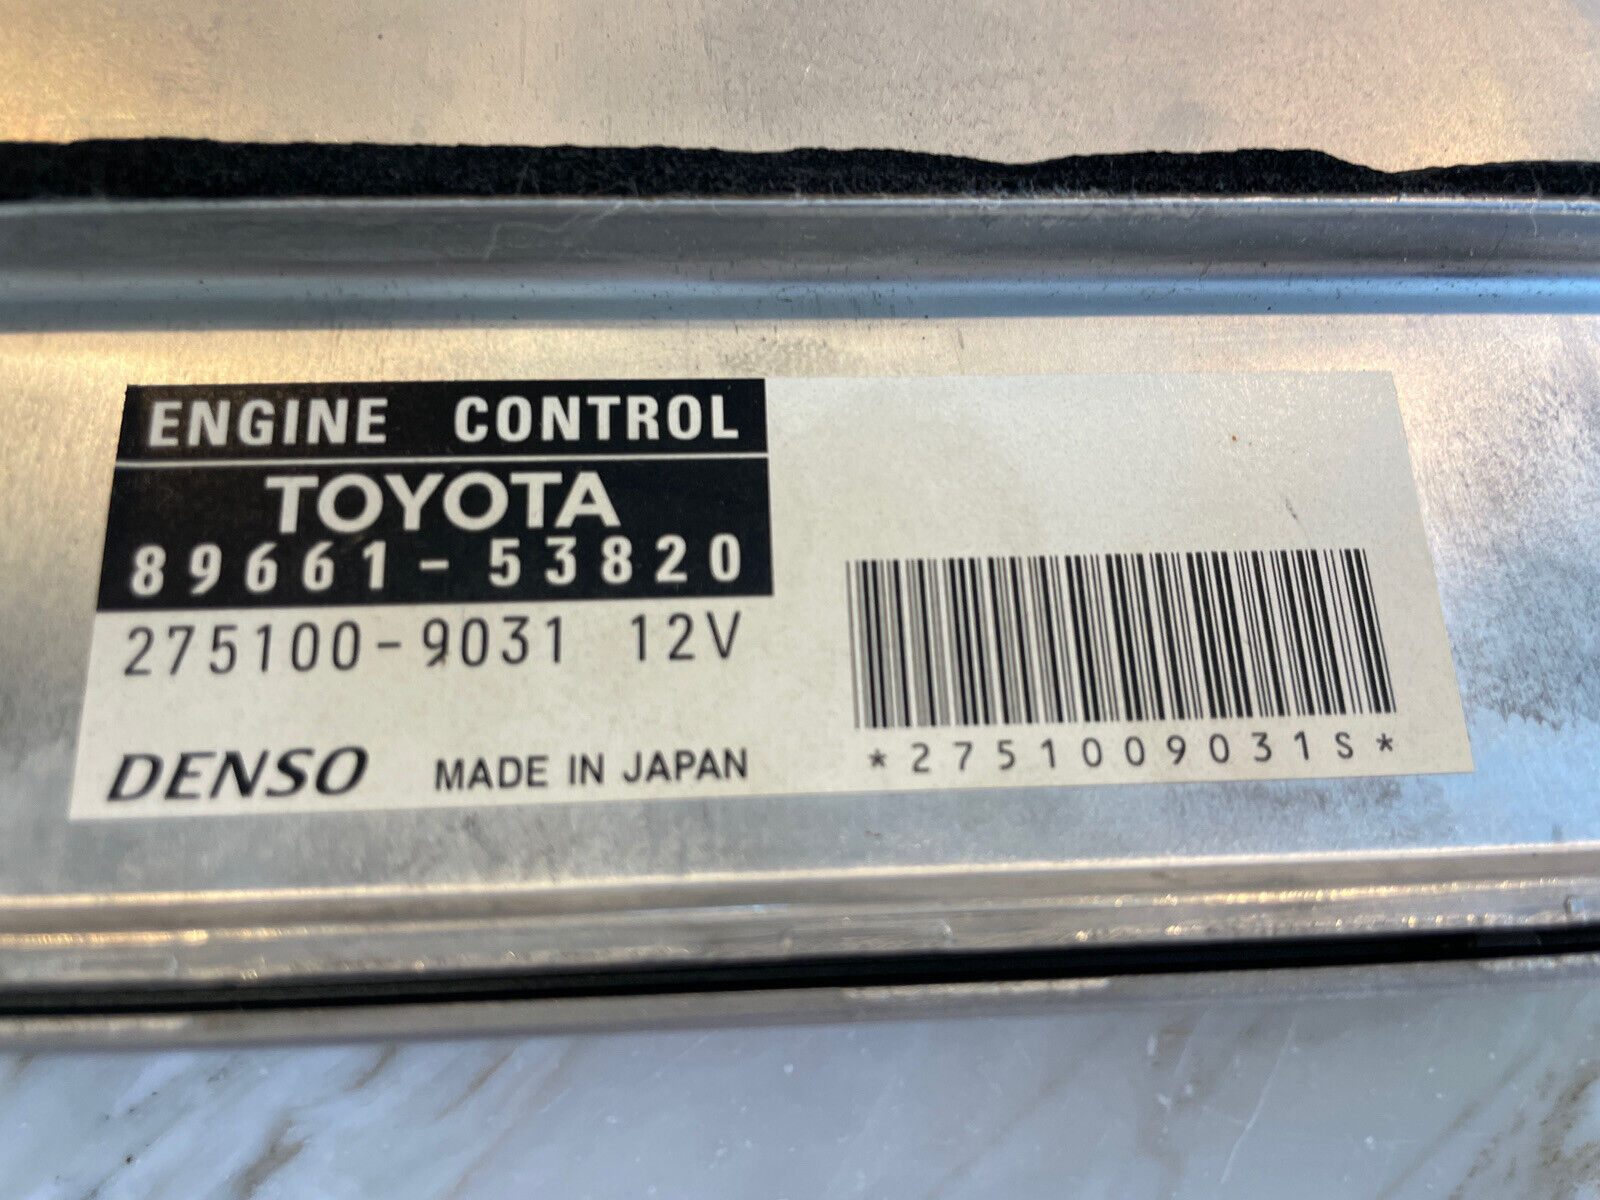 ENGINE CONTROL
TOYOTA
89661-53820
275100-9031 12V
DENSO MADE IN JAPAN
*2751009031S*